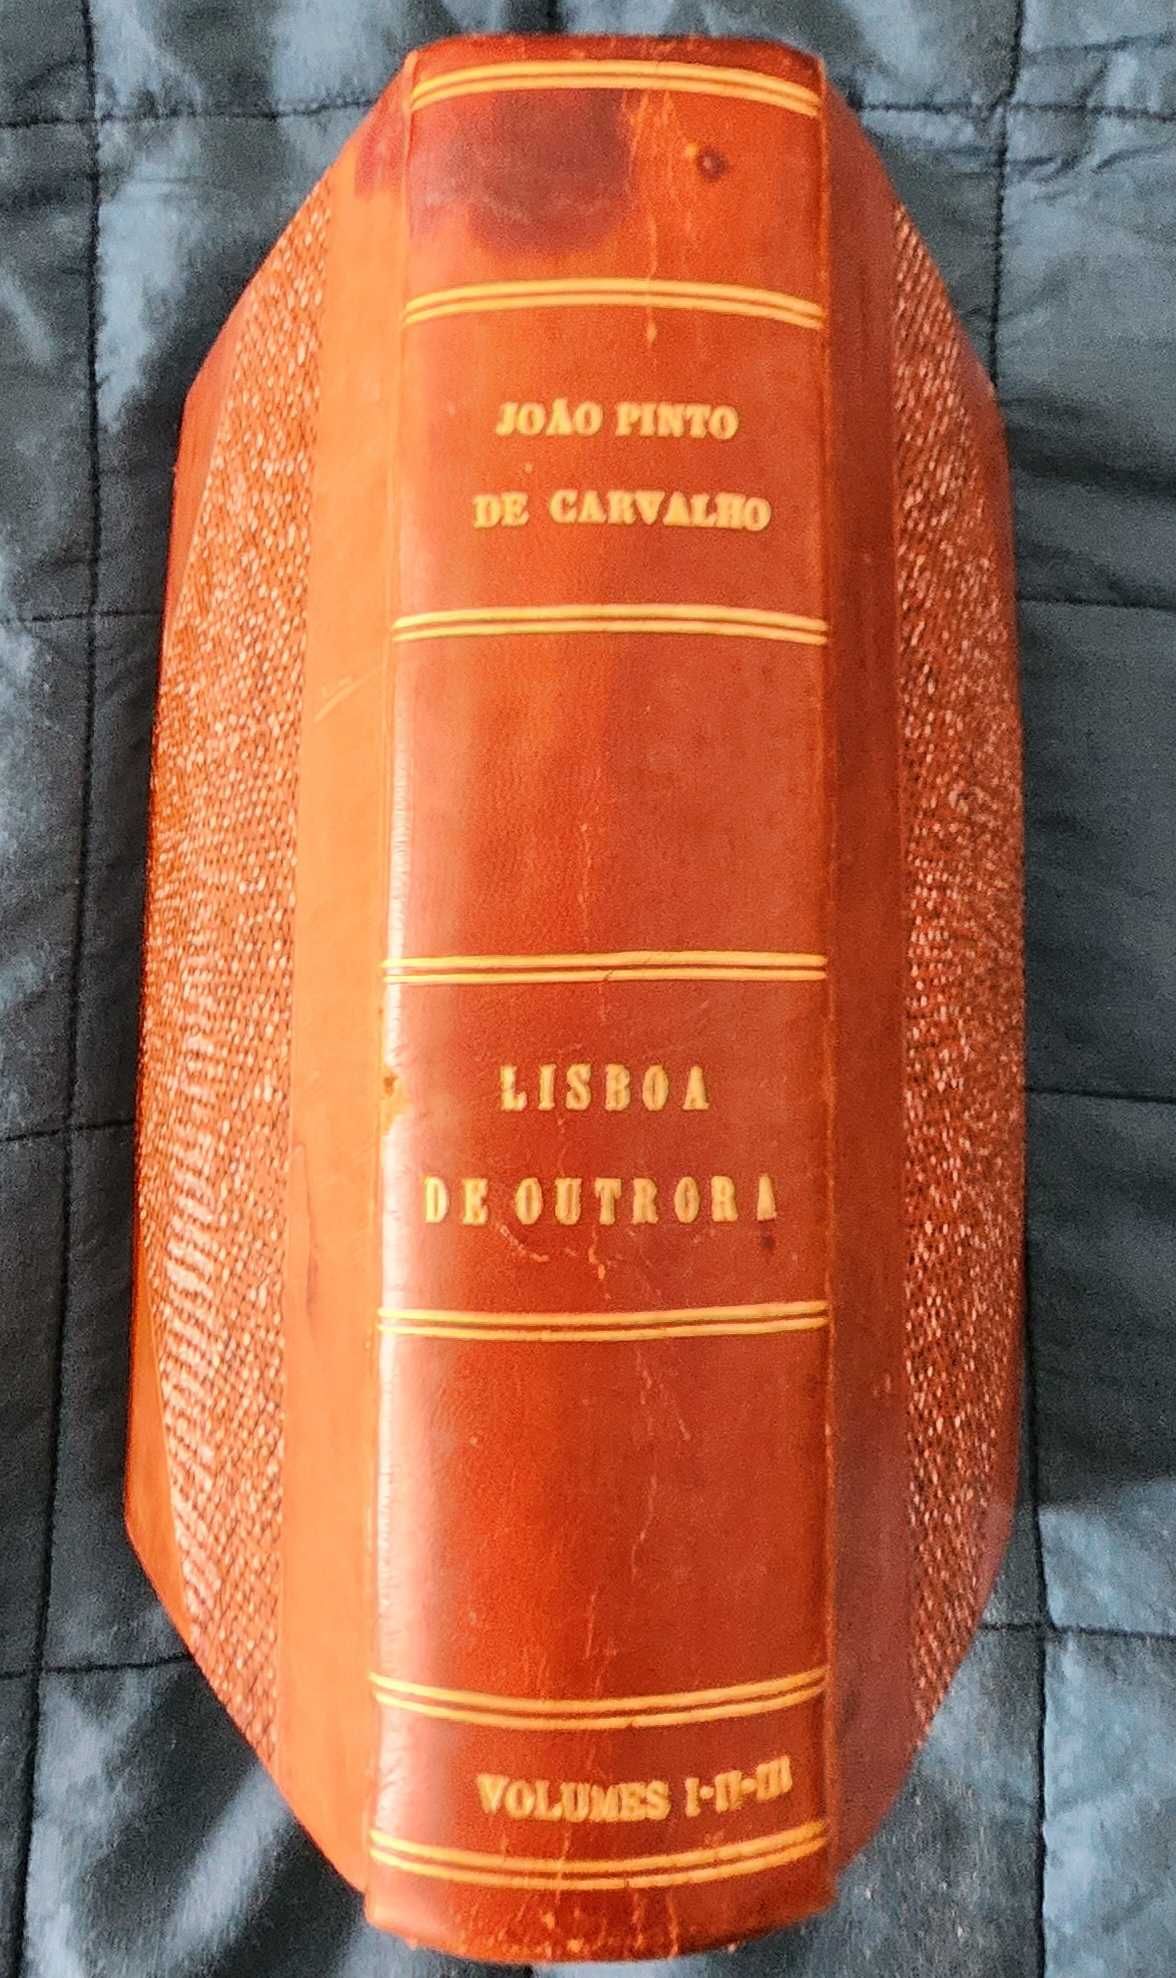 JOÃO PINTO
DE CARVALHO
LISBOA
DE OUTRORA
VOLUMES I-II-III